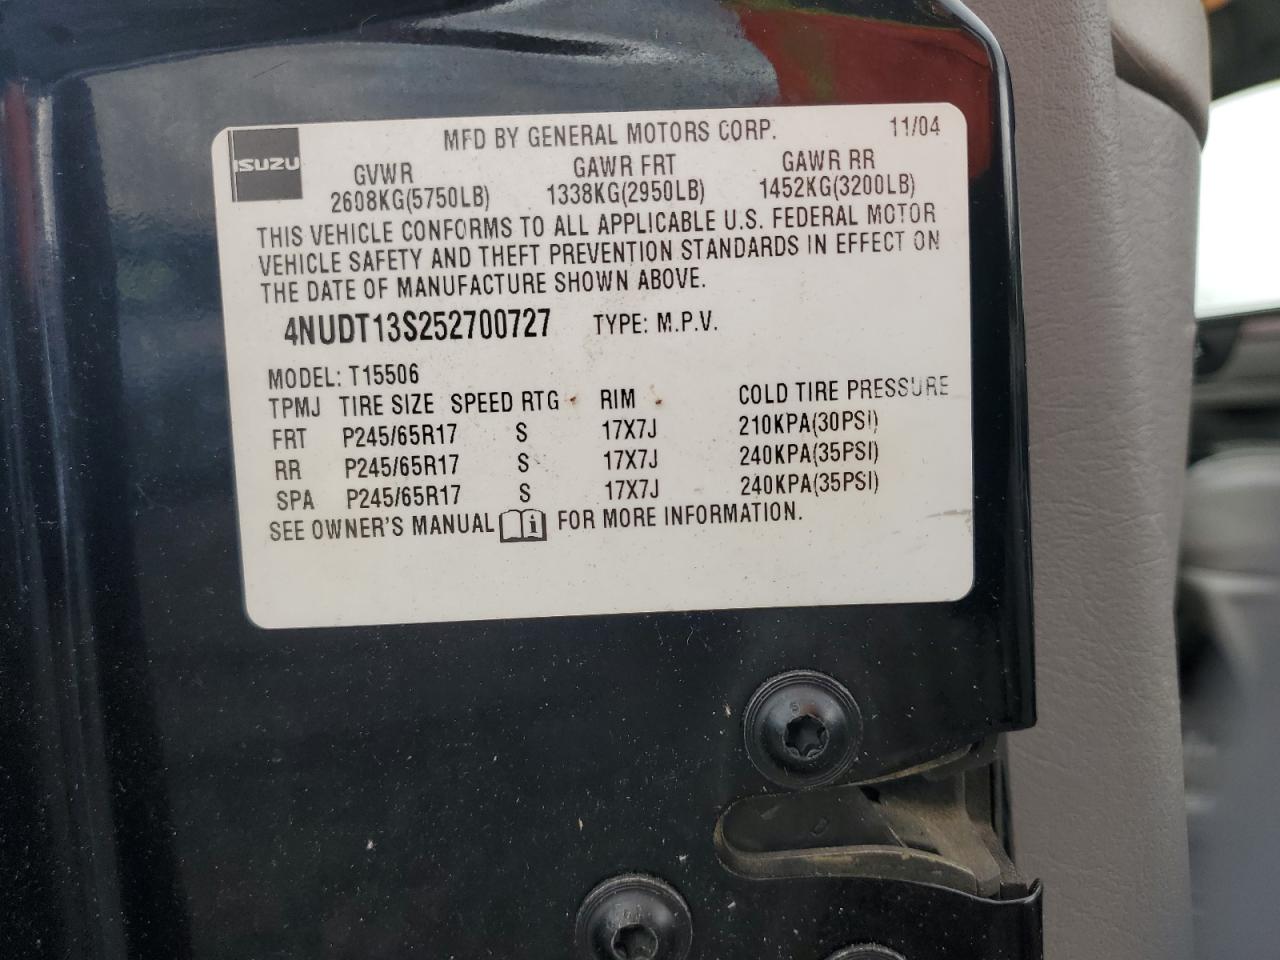 ISUZU
MFD BY GENERAL MOTORS CORP. 11/04
GVWR GAWR FRT GAWR RR
2608KG(5750LB) 1338KG(2950LB) 1452KG(3200LB)
THIS VEHICLE CONFORMS TO ALL APPLICABLE U.S. FEDERAL MOTOR
VEHICLE SAFETY AND THEFT PREVENTION STANDARDS IN EFFECT ON
THE DATE OF MANUFACTURE SHOWN ABOVE.
4NUDT13S252700727 TYPE: M.P.V.
MODEL: T15506
TPMJ TIRE SIZE SPEED RTG RIM COLD TIRE PRESSURE
FRT P245/65R17 S 17X7J 210KPA(30PSI)
RR P245/65R17 S 17X7J 240KPA(35PSI)
SPA P245/65R17 S 17X7J 240KPA(35PSI)
SEE OWNER'S MANUAL i FOR MORE INFORMATION.